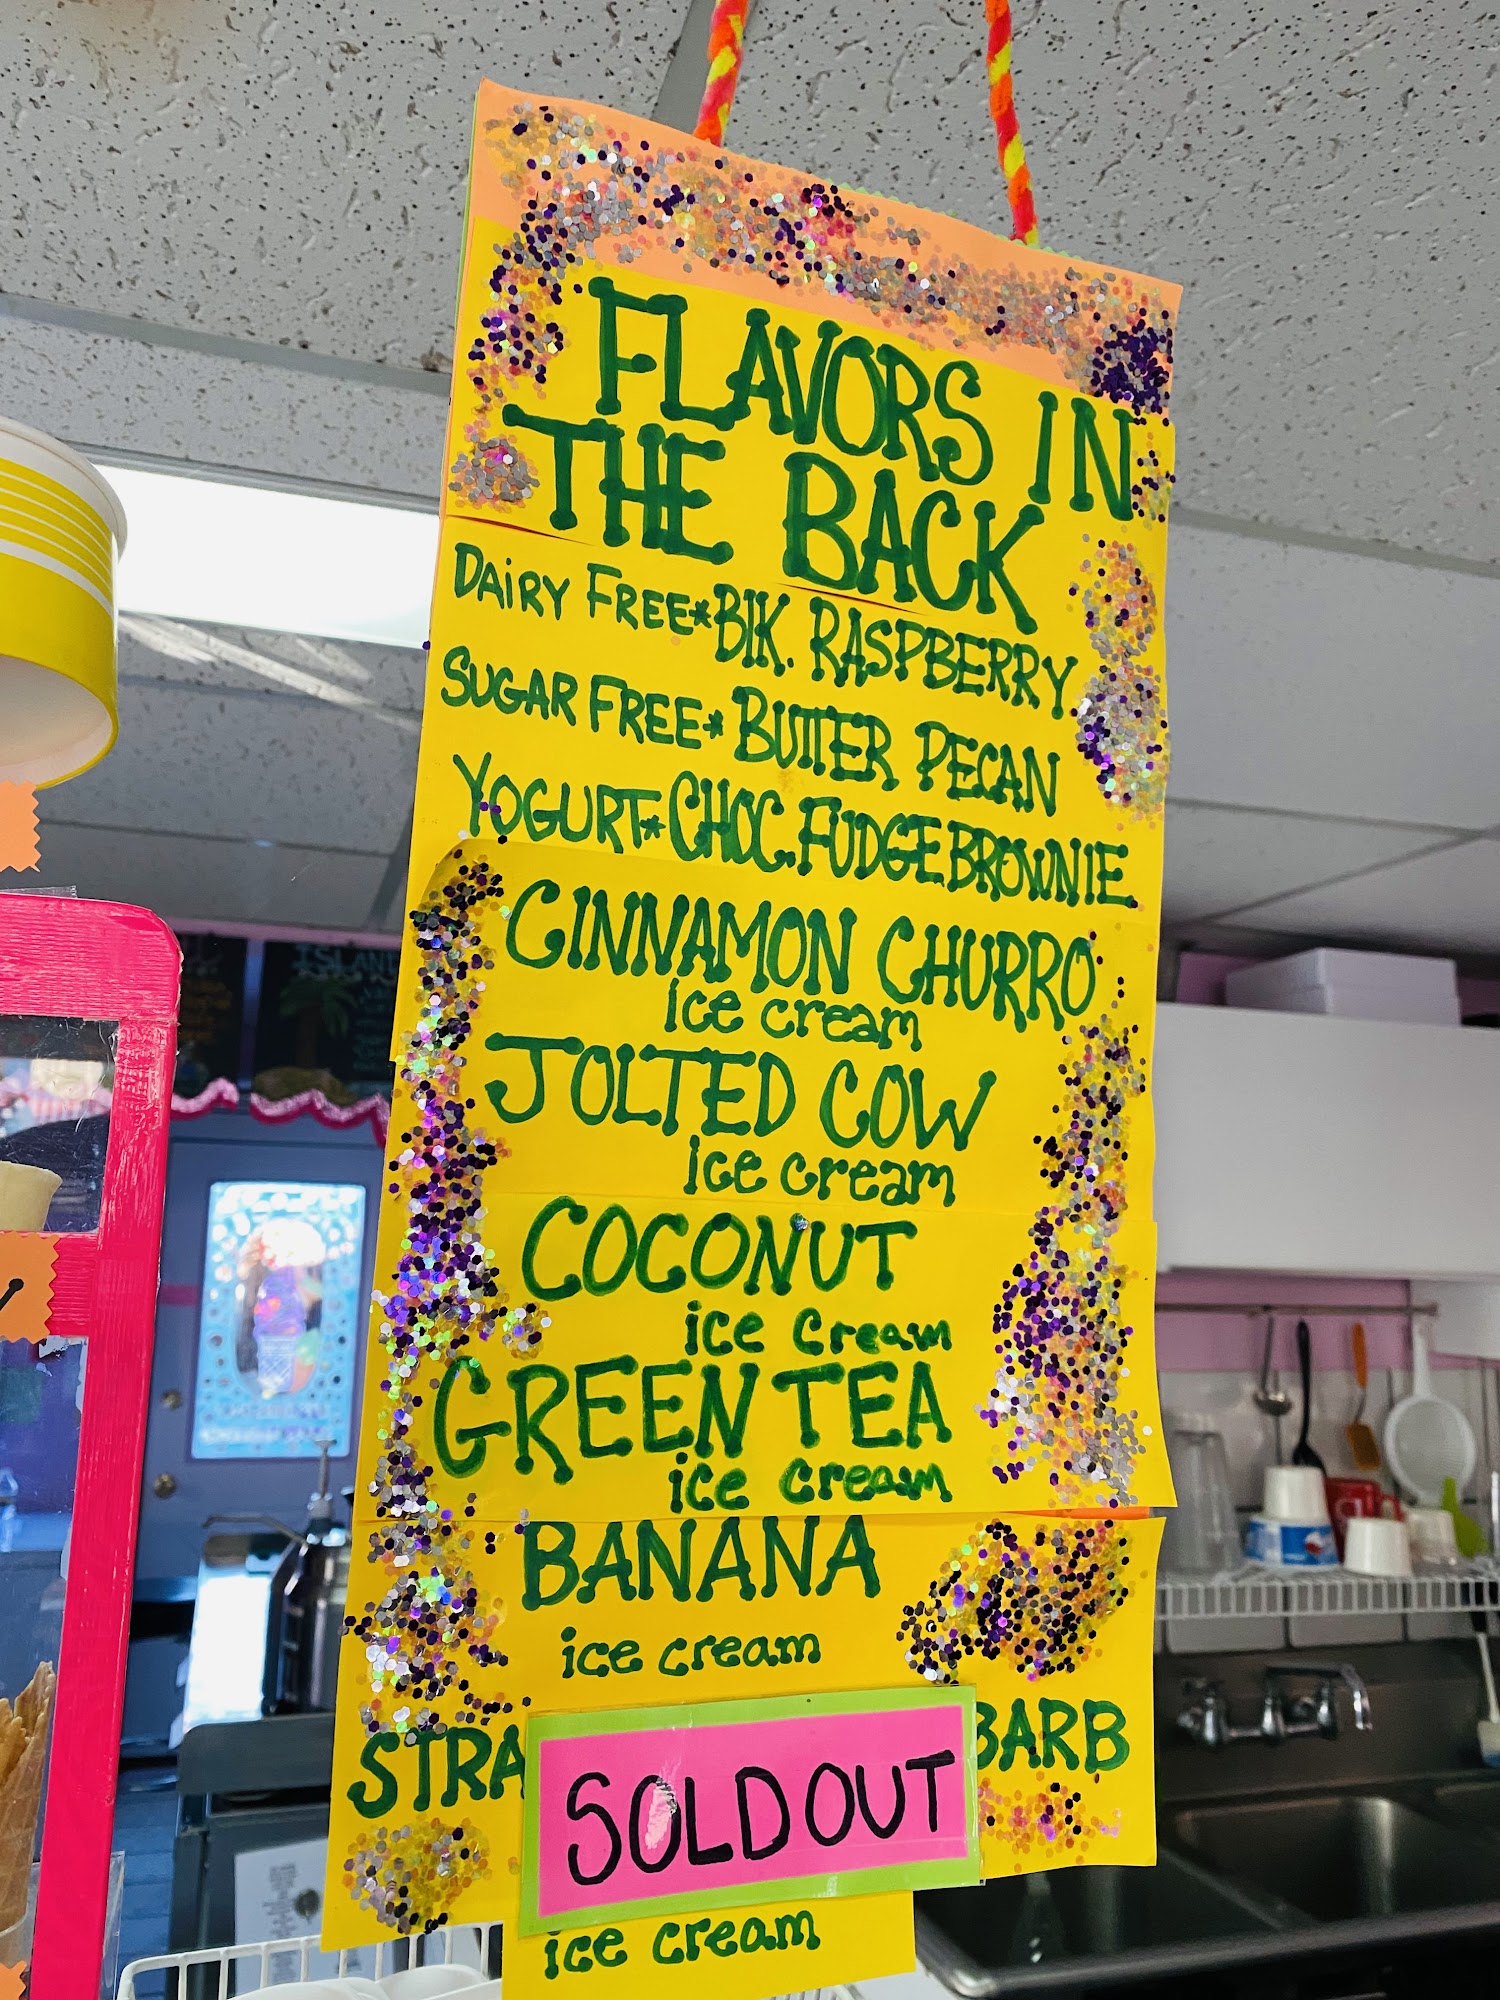 FLAVORS IN
THE BACK
DAiRY FREE*Blk. RASPBERRY
SUGAR FREE* BUTTER PECAN
YOGURT*CHOC.FUDGE BROWNIE
CINNAMON CHURRO
ice cream
JOLTED COW
ice cream
COCONUT
ice cream
GREEN TEA
ice cream
BANANA
ice cream
STRA BARB
SOLD OUT
ice cream